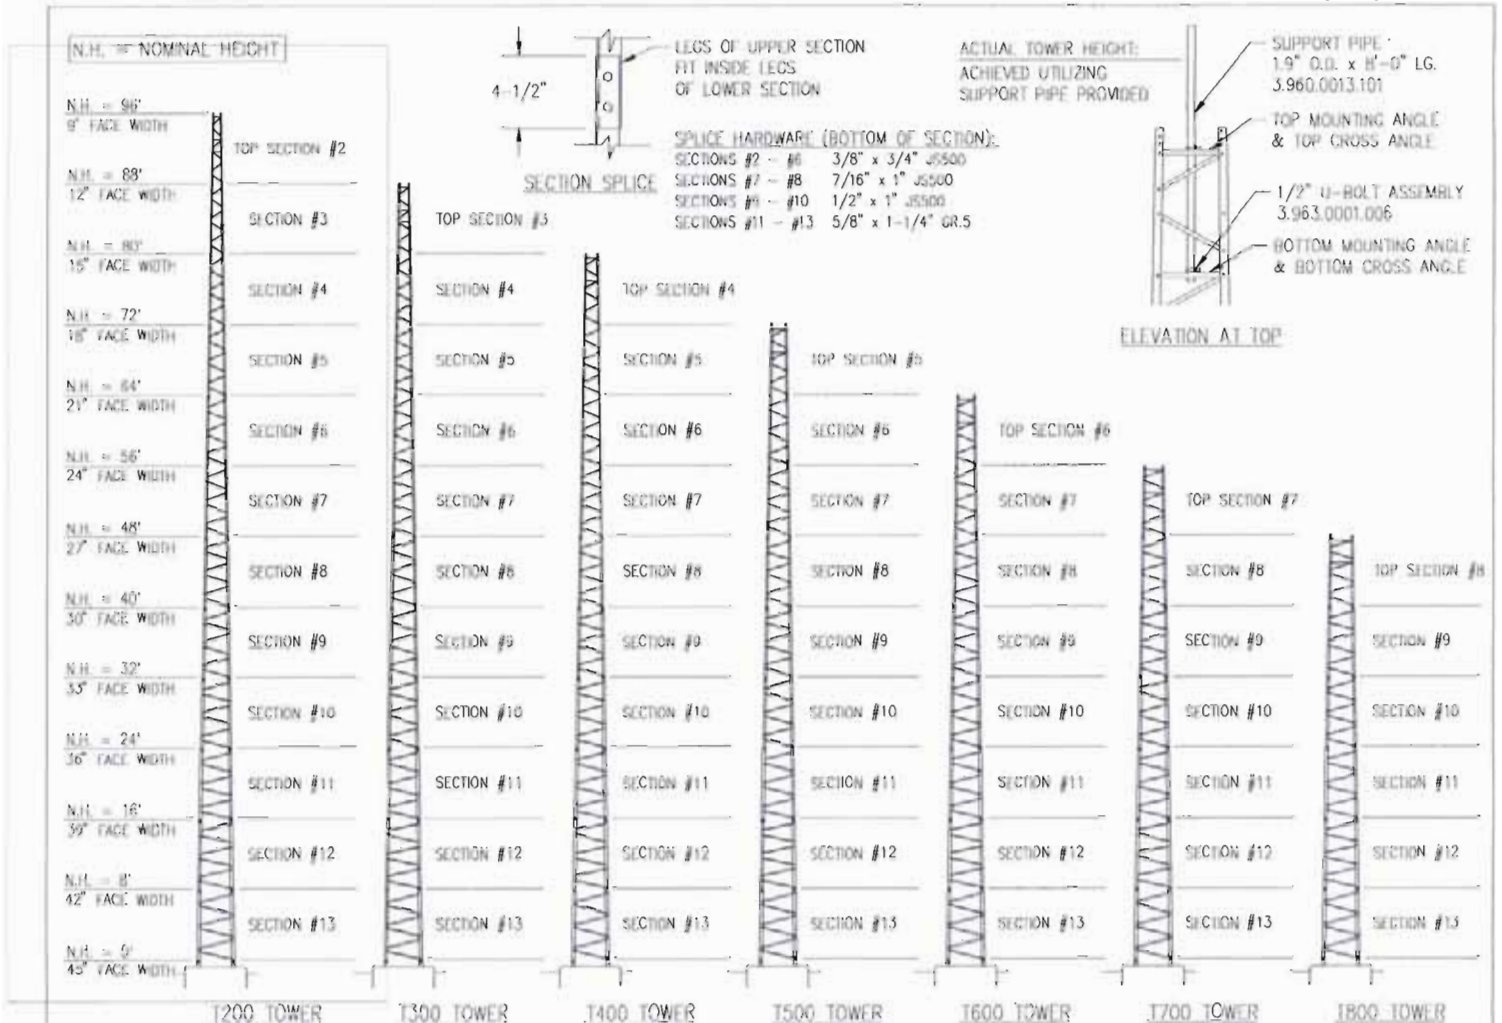 N.H. = NOMINAL HEIGHT
4-1/2"
LEGS OF UPPER SECTION
FIT INSIDE LEGS
OF LOWER SECTION
SECTION SPLICE
SPLICE HARDWARE (BOTTOM OF SECTION):
SECTIONS #2 - #6 3/8" x 3/4" JS500
SECTIONS #7 - #8 7/16" x 1" JS500
SECTIONS #9 - #10 1/2" x 1" JS500
SECTIONS #11 - #13 5/8" x 1-1/4" GR.5
ACTUAL TOWER HEIGHT:
ACHIEVED UTILIZING
SUPPORT PIPE PROVIDED
SUPPORT PIPE
1.9" O.D. x 8'-0" LG.
3.960.0013.101
TOP MOUNTING ANGLE
& TOP CROSS ANGLE
1/2" U-BOLT ASSEMBLY
3.963.0001.006
BOTTOM MOUNTING ANGLE
& BOTTOM CROSS ANGLE
ELEVATION AT TOP
N.H. = 96'
9" FACE WIDTH
N.H. = 88'
12" FACE WIDTH
N.H. = 80'
15" FACE WIDTH
N.H. = 72'
18" FACE WIDTH
N.H. = 64'
21" FACE WIDTH
N.H. = 56'
24" FACE WIDTH
N.H. = 48'
27" FACE WIDTH
N.H. = 40'
30" FACE WIDTH
N.H. = 32'
33" FACE WIDTH
N.H. = 24'
36" FACE WIDTH
N.H. = 16'
39" FACE WIDTH
N.H. = 8'
42" FACE WIDTH
N.H. = 0'
45" FACE WIDTH
TOP SECTION #2
SECTION #3
SECTION #4
SECTION #5
SECTION #6
SECTION #7
SECTION #8
SECTION #9
SECTION #10
SECTION #11
SECTION #12
SECTION #13
T200 TOWER
TOP SECTION #3
SECTION #4
SECTION #5
SECTION #6
SECTION #7
SECTION #8
SECTION #9
SECTION #10
SECTION #11
SECTION #12
SECTION #13
T300 TOWER
TOP SECTION #4
SECTION #5
SECTION #6
SECTION #7
SECTION #8
SECTION #9
SECTION #10
SECTION #11
SECTION #12
SECTION #13
T400 TOWER
TOP SECTION #5
SECTION #6
SECTION #7
SECTION #8
SECTION #9
SECTION #10
SECTION #11
SECTION #12
SECTION #13
T500 TOWER
TOP SECTION #6
SECTION #7
SECTION #8
SECTION #9
SECTION #10
SECTION #11
SECTION #12
SECTION #13
T600 TOWER
TOP SECTION #7
SECTION #8
SECTION #9
SECTION #10
SECTION #11
SECTION #12
SECTION #13
T700 TOWER
TOP SECTION #8
SECTION #9
SECTION #10
SECTION #11
SECTION #12
SECTION #13
T800 TOWER